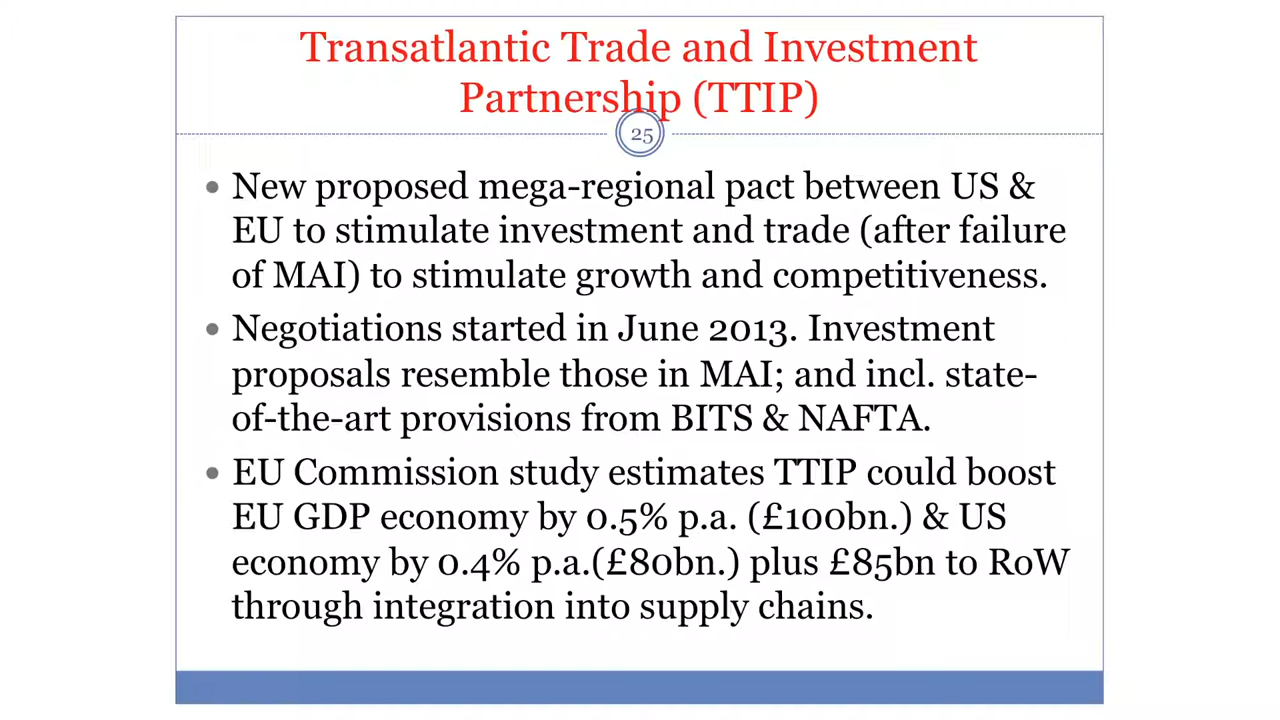 Transatlantic Trade and Investment
Partnership (TTIP)
25
• New proposed mega-regional pact between US &
EU to stimulate investment and trade (after failure
of MAI) to stimulate growth and competitiveness.
• Negotiations started in June 2013. Investment
proposals resemble those in MAI; and incl. state-
of-the-art provisions from BITS & NAFTA.
• EU Commission study estimates TTIP could boost
EU GDP economy by 0.5% p.a. (£100bn.) & US
economy by 0.4% p.a.(£80bn.) plus £85bn to RoW
through integration into supply chains.